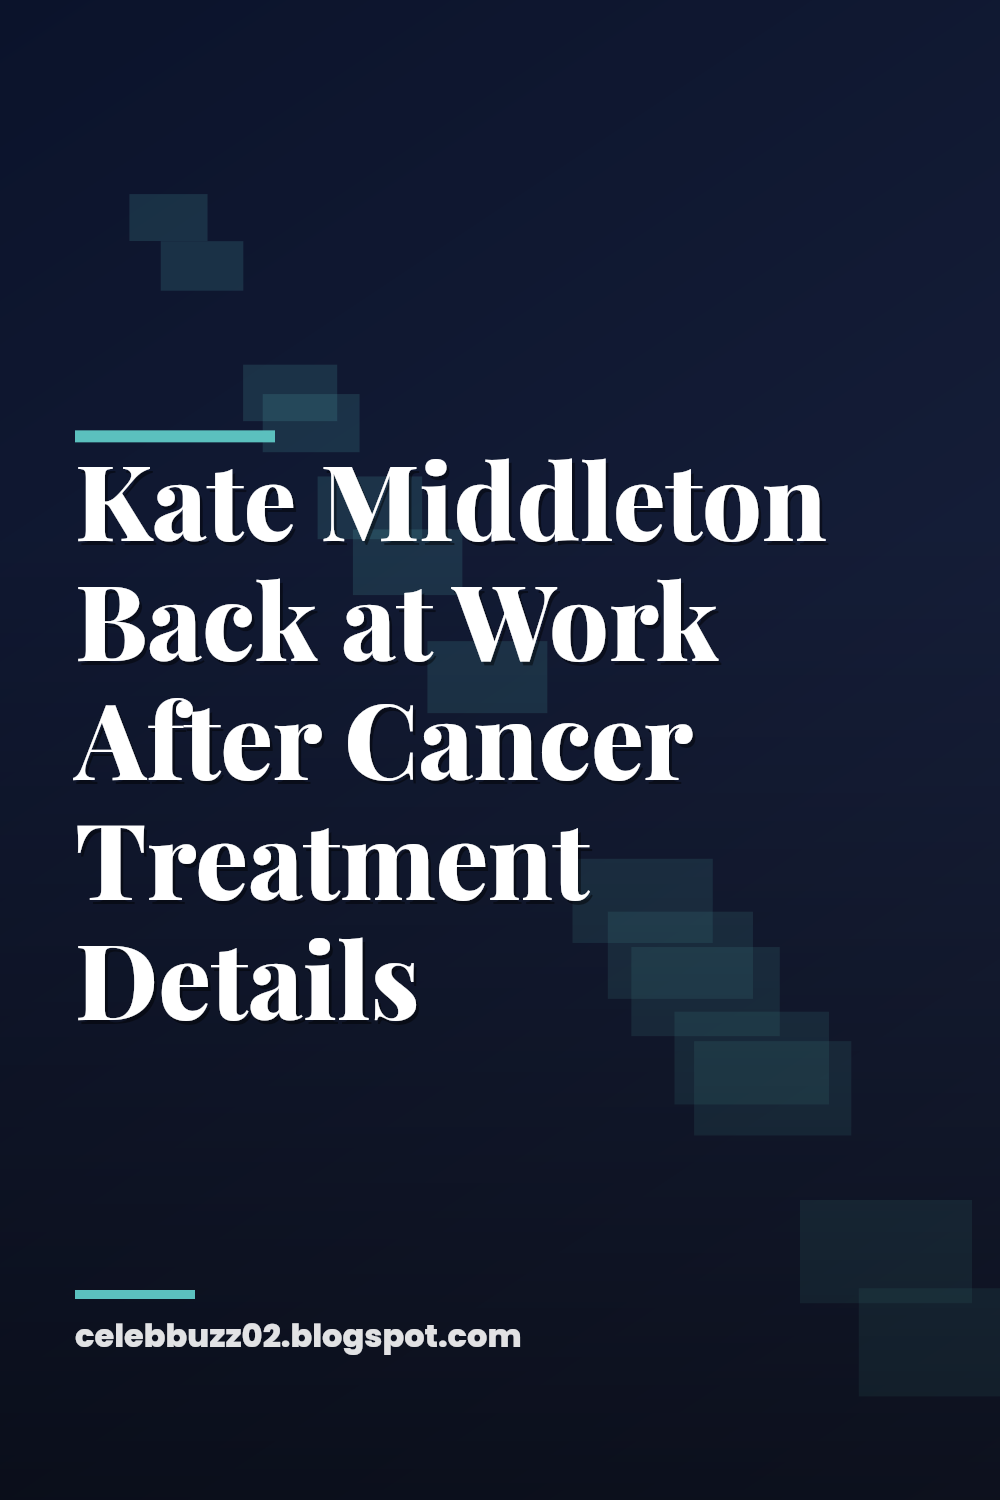 Kate Middleton
Back at Work
After Cancer
Treatment
Details
celebbuzz02.blogspot.com